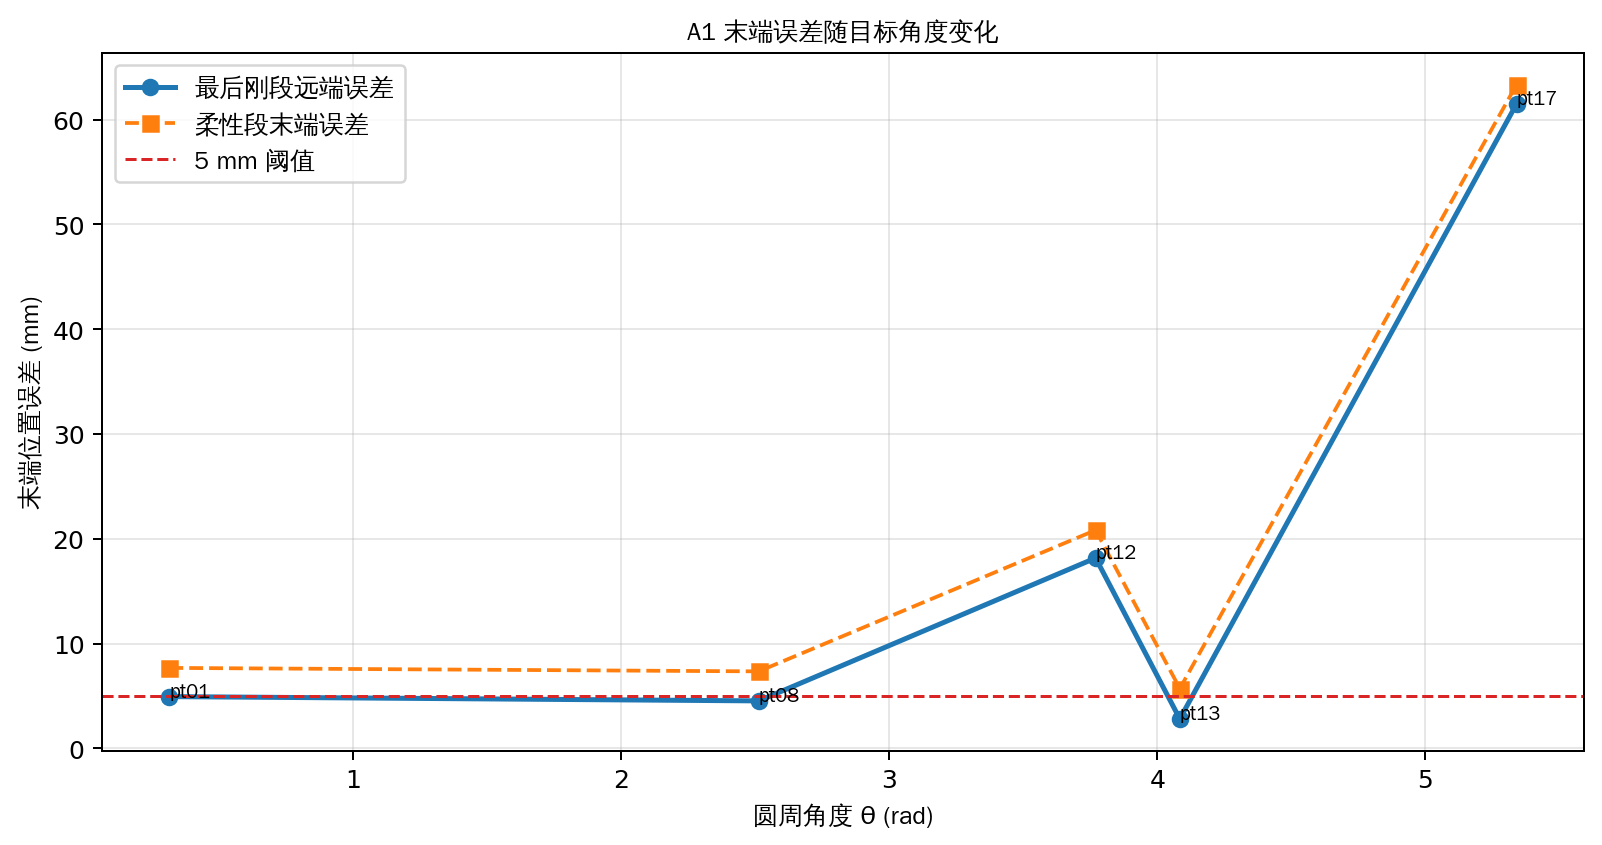 A1 末端误差随目标角度变化
最后刚段远端误差
柔性段末端误差
5 mm 阈值
末端位置误差 (mm)
60
50
40
30
20
10
0
pt01
pt08
pt12
pt13
pt17
1
2
3
4
5
圆周角度 θ (rad)